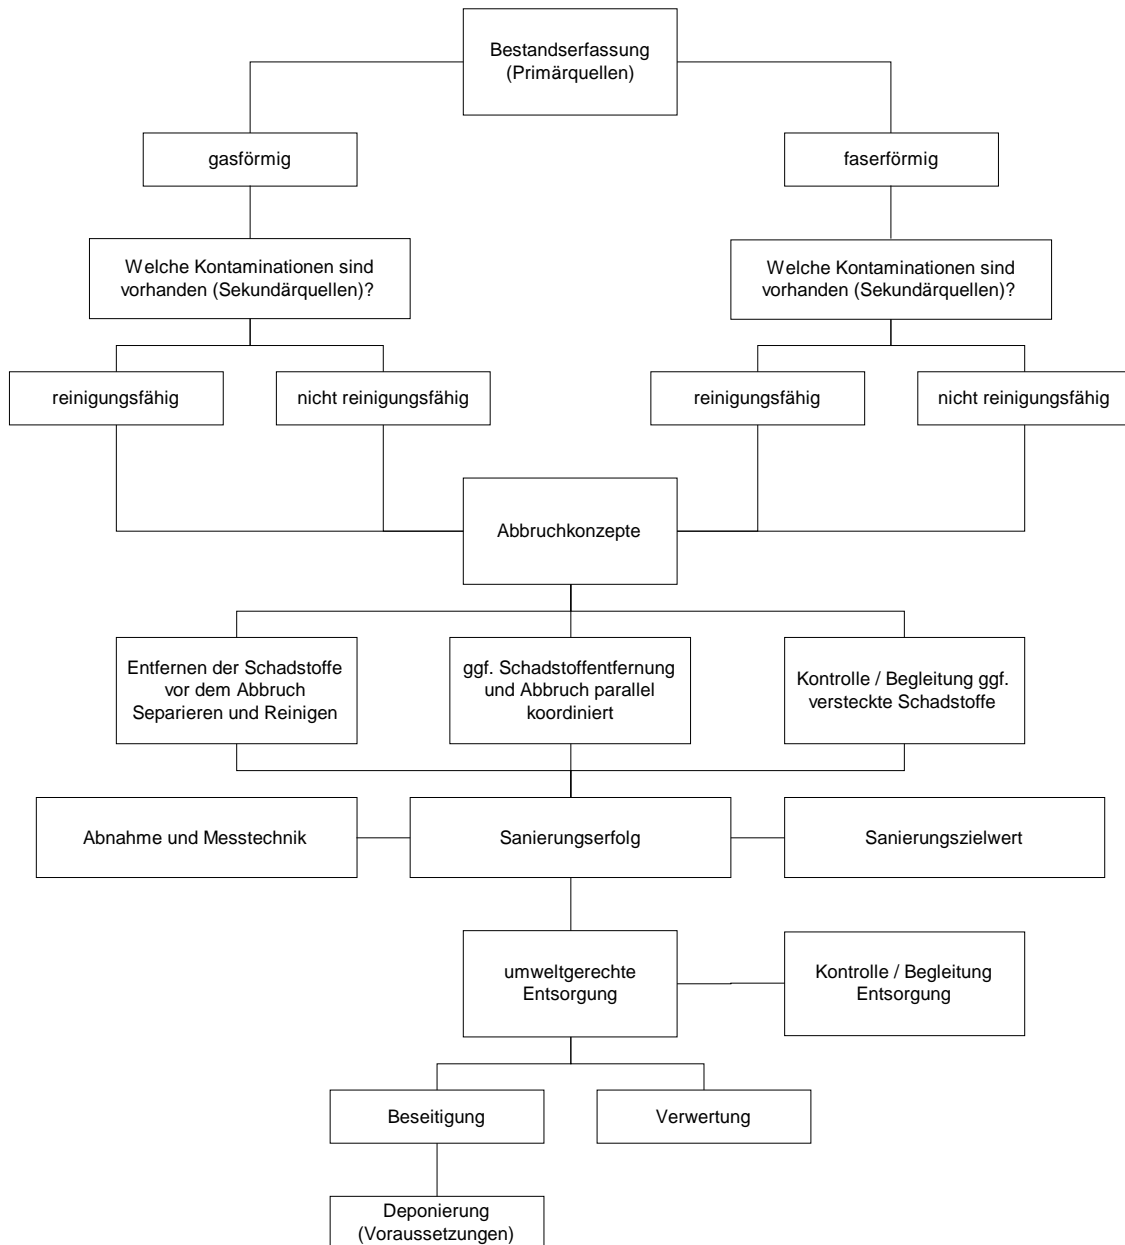 Bestandserfassung
(Primärquellen)
gasförmig
faserförmig
Welche Kontaminationen sind
vorhanden (Sekundärquellen)?
Welche Kontaminationen sind
vorhanden (Sekundärquellen)?
reinigungsfähig
nicht reinigungsfähig
reinigungsfähig
nicht reinigungsfähig
Abbruchkonzepte
Entfernen der Schadstoffe
vor dem Abbruch
Separieren und Reinigen
ggf. Schadstoffentfernung
und Abbruch parallel
koordiniert
Kontrolle / Begleitung ggf.
versteckte Schadstoffe
Abnahme und Messtechnik
Sanierungserfolg
Sanierungszielwert
umweltgerechte
Entsorgung
Kontrolle / Begleitung
Entsorgung
Beseitigung
Verwertung
Deponierung
(Voraussetzungen)